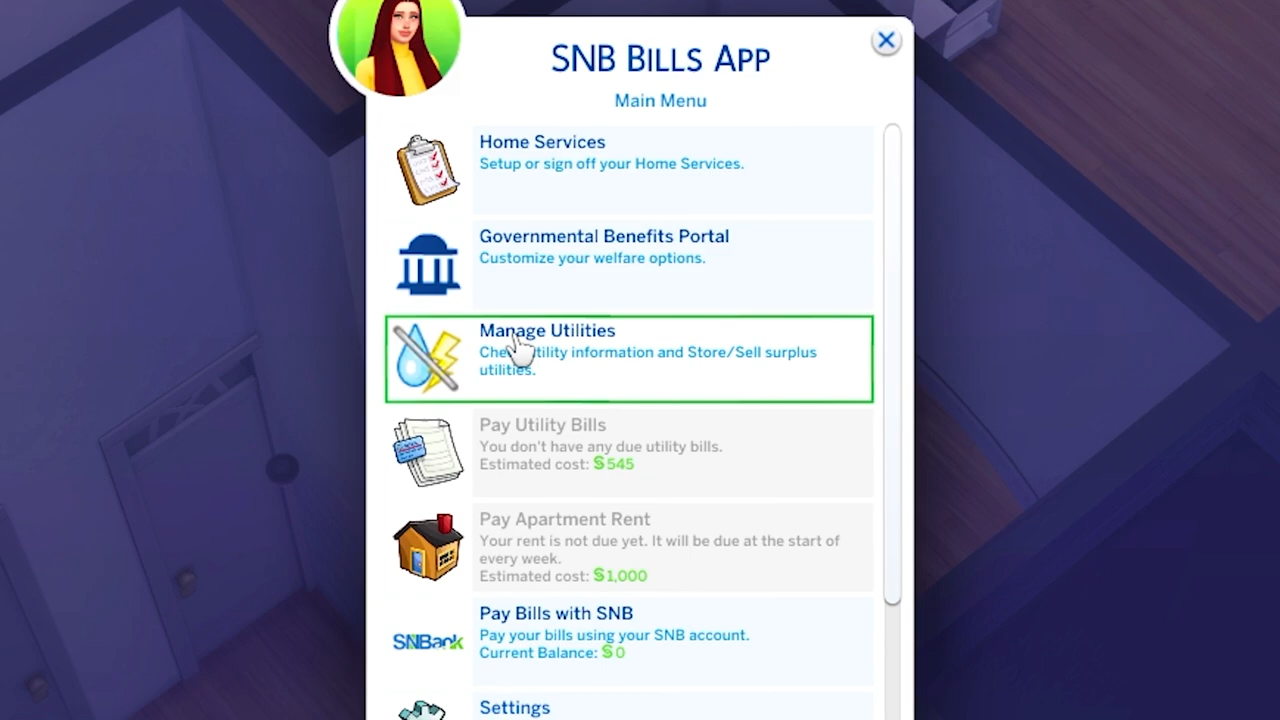 SNB BILLS APP
Main Menu
Home Services
Setup or sign off your Home Services.
Governmental Benefits Portal
Customize your welfare options.
Manage Utilities
Che utility information and Store/Sell surplus
utilities.
Pay Utility Bills
You don't have any due utility bills.
Estimated cost: §545
Pay Apartment Rent
Your rent is not due yet. It will be due at the start of
every week.
Estimated cost: §1,000
SNBank
Pay Bills with SNB
Pay your bills using your SNB account.
Current Balance: §0
Settings